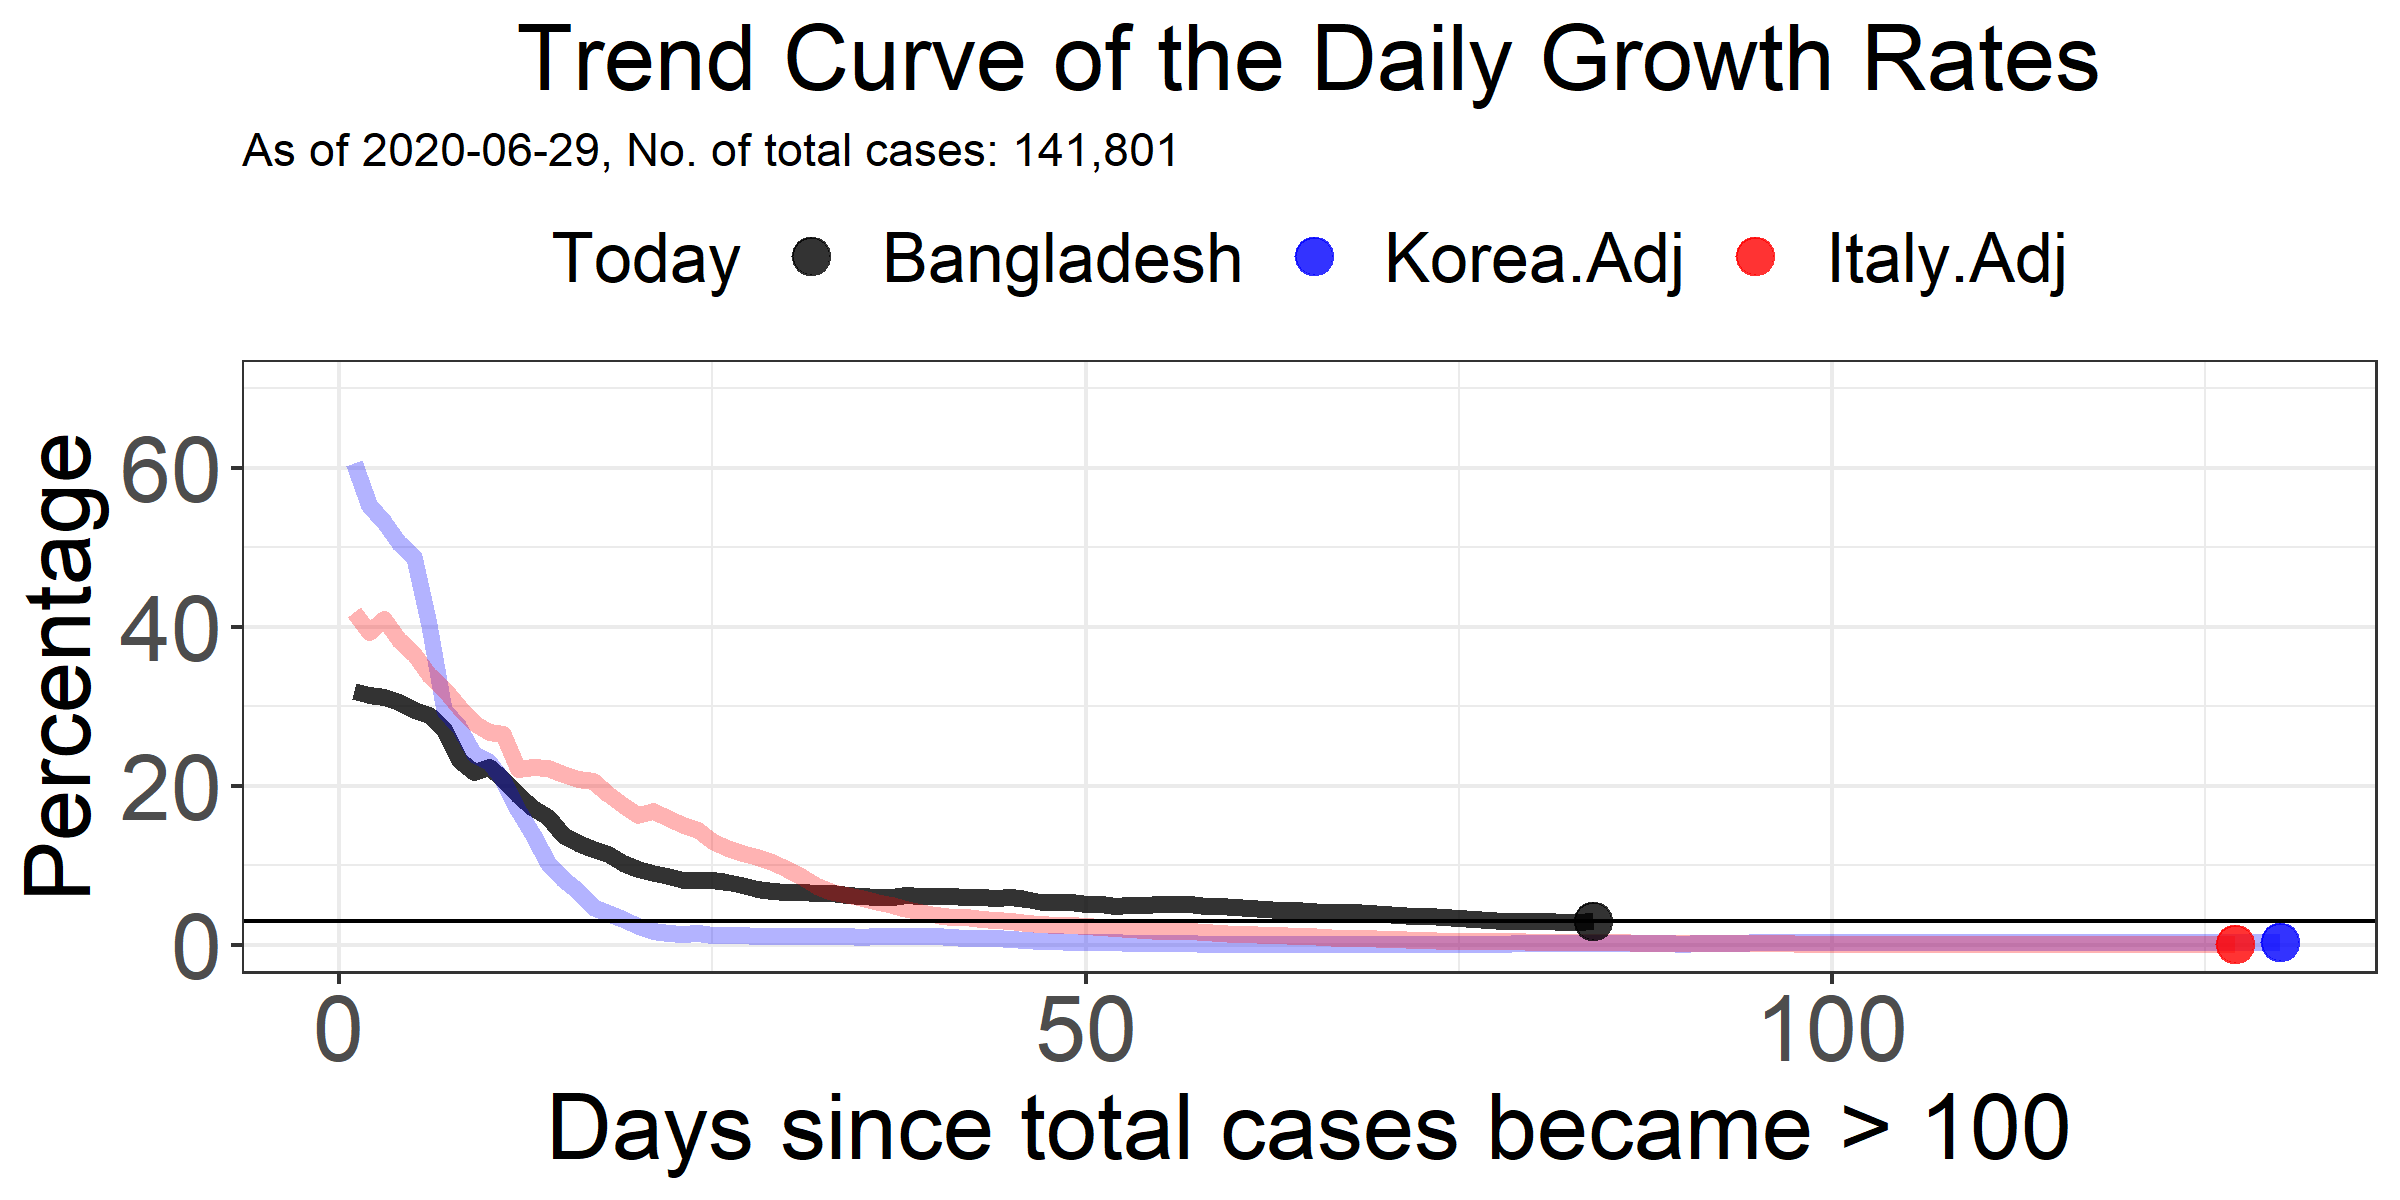 Trend Curve of the Daily Growth Rates
As of 2020-06-29, No. of total cases: 141,801
Today Bangladesh Korea.Adj Italy.Adj
Percentage
60
40
20
0
0 50 100
Days since total cases became > 100